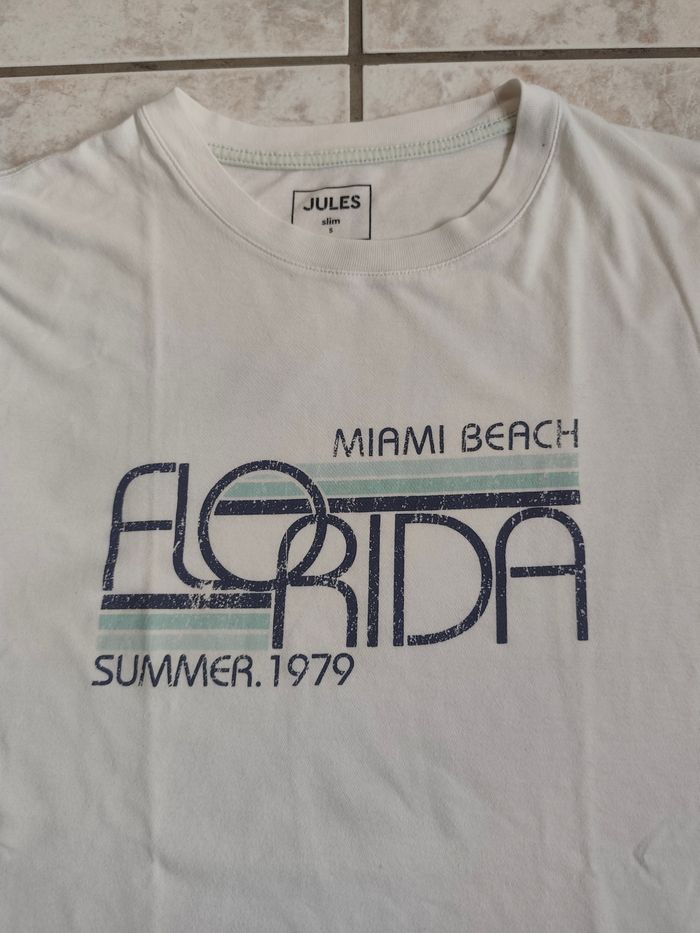 JULES
slim
S
MIAMI BEACH
FLORIDA
SUMMER.1979